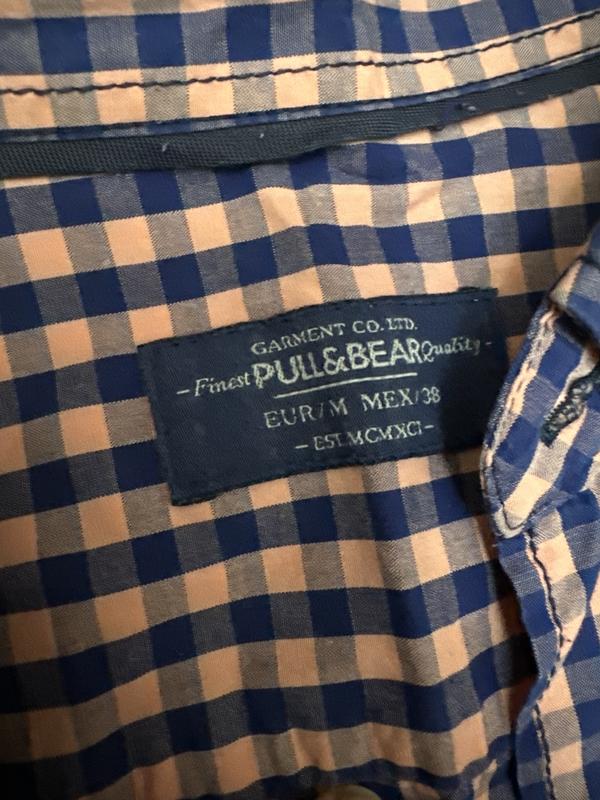 GARMENT CO. LTD.
- Finest PULL&BEAR Quality -
EUR/M MEX/38
- EST.MCMXCI -